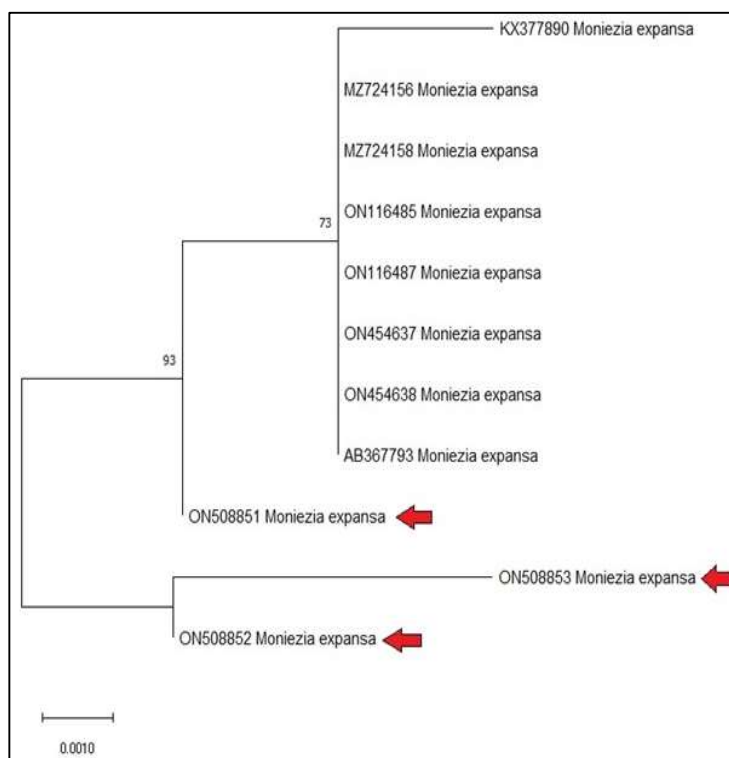 KX377890 Moniezia expansa
MZ724156 Moniezia expansa
MZ724158 Moniezia expansa
ON116485 Moniezia expansa
73
ON116487 Moniezia expansa
ON454637 Moniezia expansa
93
ON454638 Moniezia expansa
AB367793 Moniezia expansa
ON508851 Moniezia expansa
ON508853 Moniezia expansa
ON508852 Moniezia expansa
0.0010